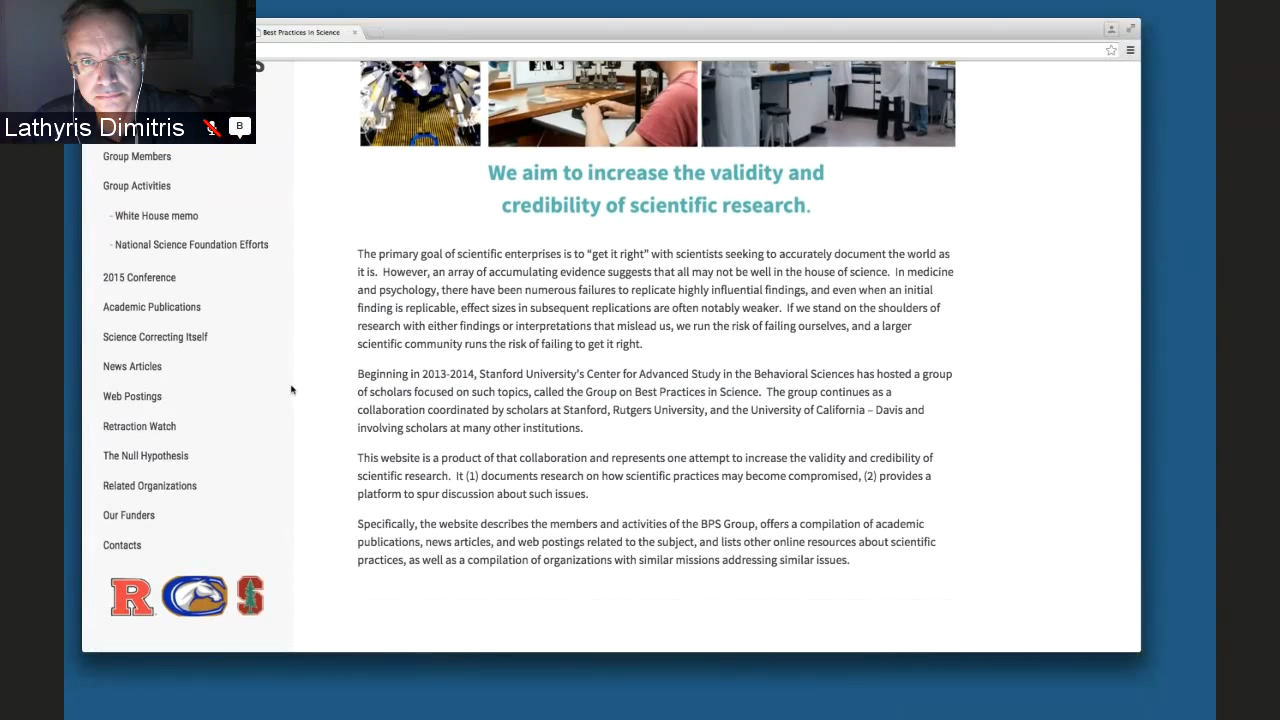 Best Practices in Science
Lathyris Dimitris
B
Group Members
Group Activities
- White House memo
- National Science Foundation Efforts
2015 Conference
Academic Publications
Science Correcting Itself
News Articles
Web Postings
Retraction Watch
The Null Hypothesis
Related Organizations
Our Funders
Contacts
R
C
S
We aim to increase the validity and
credibility of scientific research.
The primary goal of scientific enterprises is to “get it right” with scientists seeking to accurately document the world as
it is. However, an array of accumulating evidence suggests that all may not be well in the house of science. In medicine
and psychology, there have been numerous failures to replicate highly influential findings, and even when an initial
finding is replicable, effect sizes in subsequent replications are often notably weaker. If we stand on the shoulders of
research with either findings or interpretations that mislead us, we run the risk of failing ourselves, and a larger
scientific community runs the risk of failing to get it right.
Beginning in 2013-2014, Stanford University’s Center for Advanced Study in the Behavioral Sciences has hosted a group
of scholars focused on such topics, called the Group on Best Practices in Science. The group continues as a
collaboration coordinated by scholars at Stanford, Rutgers University, and the University of California – Davis and
involving scholars at many other institutions.
This website is a product of that collaboration and represents one attempt to increase the validity and credibility of
scientific research. It (1) documents research on how scientific practices may become compromised, (2) provides a
platform to spur discussion about such issues.
Specifically, the website describes the members and activities of the BPS Group, offers a compilation of academic
publications, news articles, and web postings related to the subject, and lists other online resources about scientific
practices, as well as a compilation of organizations with similar missions addressing similar issues.